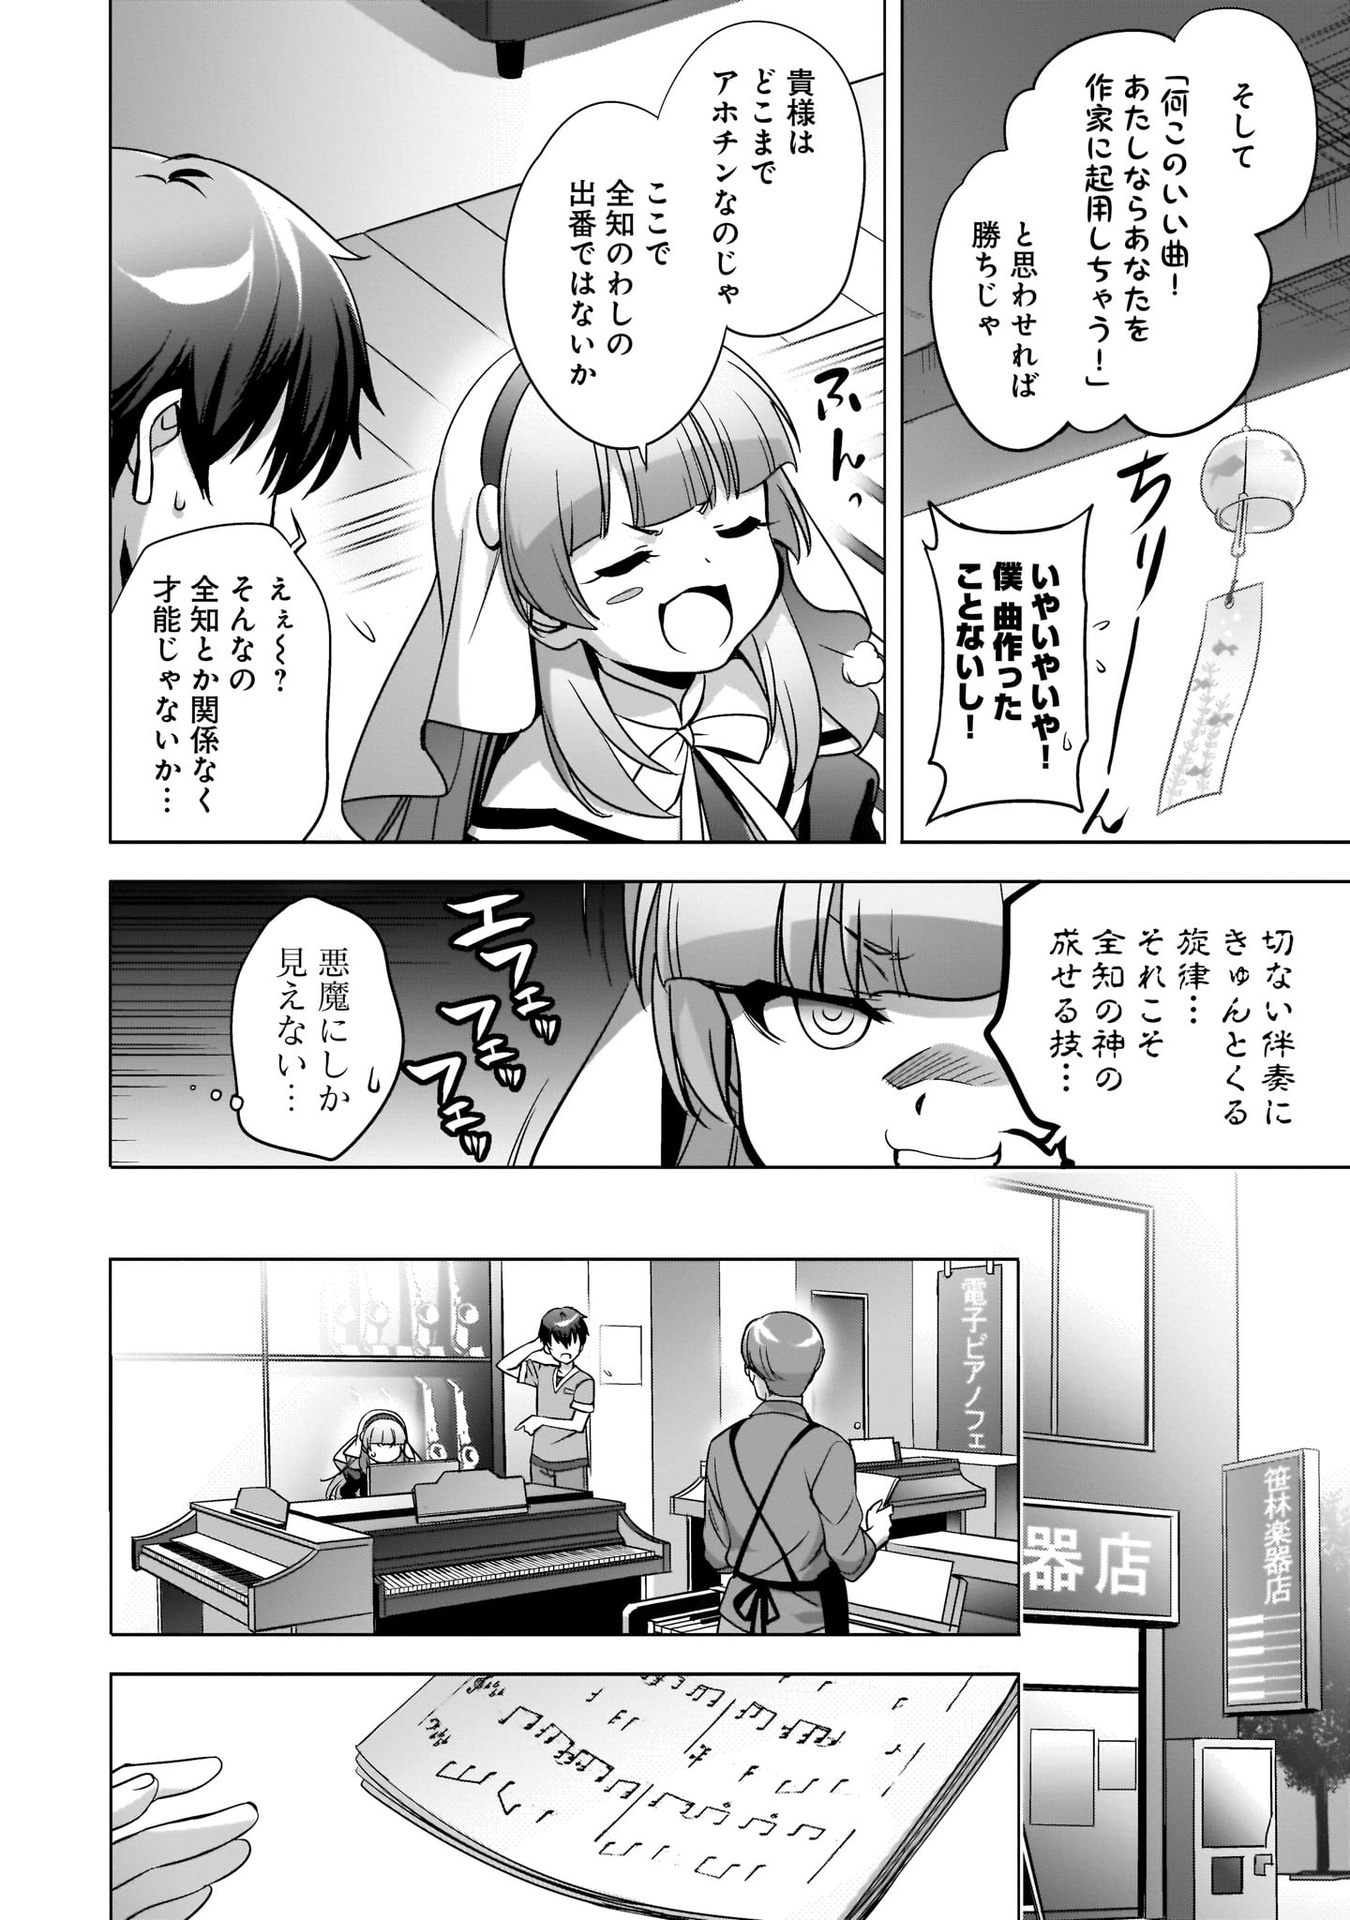 そして
「何このいい曲！
あたしならあなたを
作家に起用しちゃう！」
と思わせれば
勝ちじゃ
ちりーん
いやいやいや！
僕 曲作った
ことないし！
貴様は
どこまで
アホチンなのじゃ
ここで
全知のわしの
出番ではないか
ふんっ
えぇ～？
そんなの
全知とか関係なく
才能じゃないか…
切ない伴奏に
きゅんとくる
旋律…
それこそ
全知の神の
成せる技…
エフェッ
エフェッ
エフェッ
悪魔にしか
見えない…
電子ピアノフェ
笹林楽器店
器店